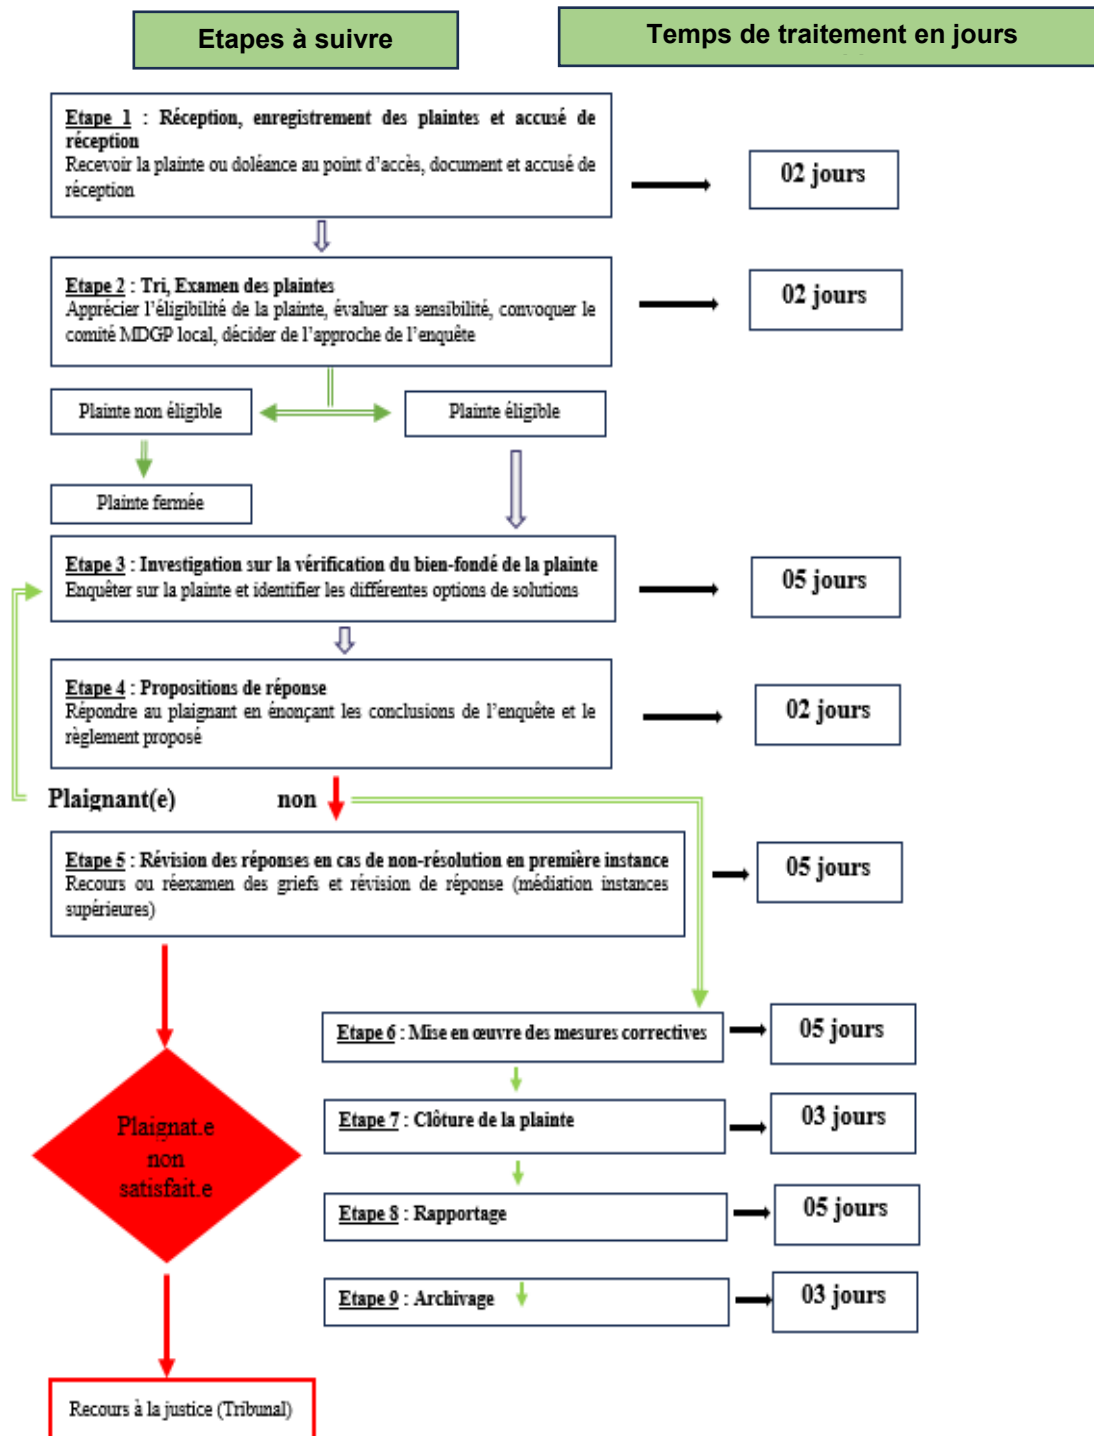 Etapes à suivre
Temps de traitement en jours
Etape 1 : Réception, enregistrement des plaintes et accusé de
réception
Recevoir la plainte ou doléance au point d'accès, document et accusé de
réception
02 jours
Etape 2 : Tri, Examen des plaintes
Apprécier l'éligibilité de la plainte, évaluer sa sensibilité, convoquer le
comité MDGP local, décider de l'approche de l'enquête
02 jours
Plainte non éligible
Plainte éligible
Plainte fermée
Etape 3 : Investigation sur la vérification du bien-fondé de la plainte
Enquêter sur la plainte et identifier les différentes options de solutions
05 jours
Etape 4 : Propositions de réponse
Répondre au plaignant en énonçant les conclusions de l'enquête et le
règlement proposé
02 jours
Plaignant(e) non
Etape 5 : Révision des réponses en cas de non-résolution en première instance
Recours ou réexamen des griefs et révision de réponse (médiation instances
supérieures)
05 jours
Etape 6 : Mise en œuvre des mesures correctives
05 jours
Etape 7 : Clôture de la plainte
03 jours
Plaignat.e
non
satisfait.e
Etape 8 : Rapportage
05 jours
Etape 9 : Archivage
03 jours
Recours à la justice (Tribunal)